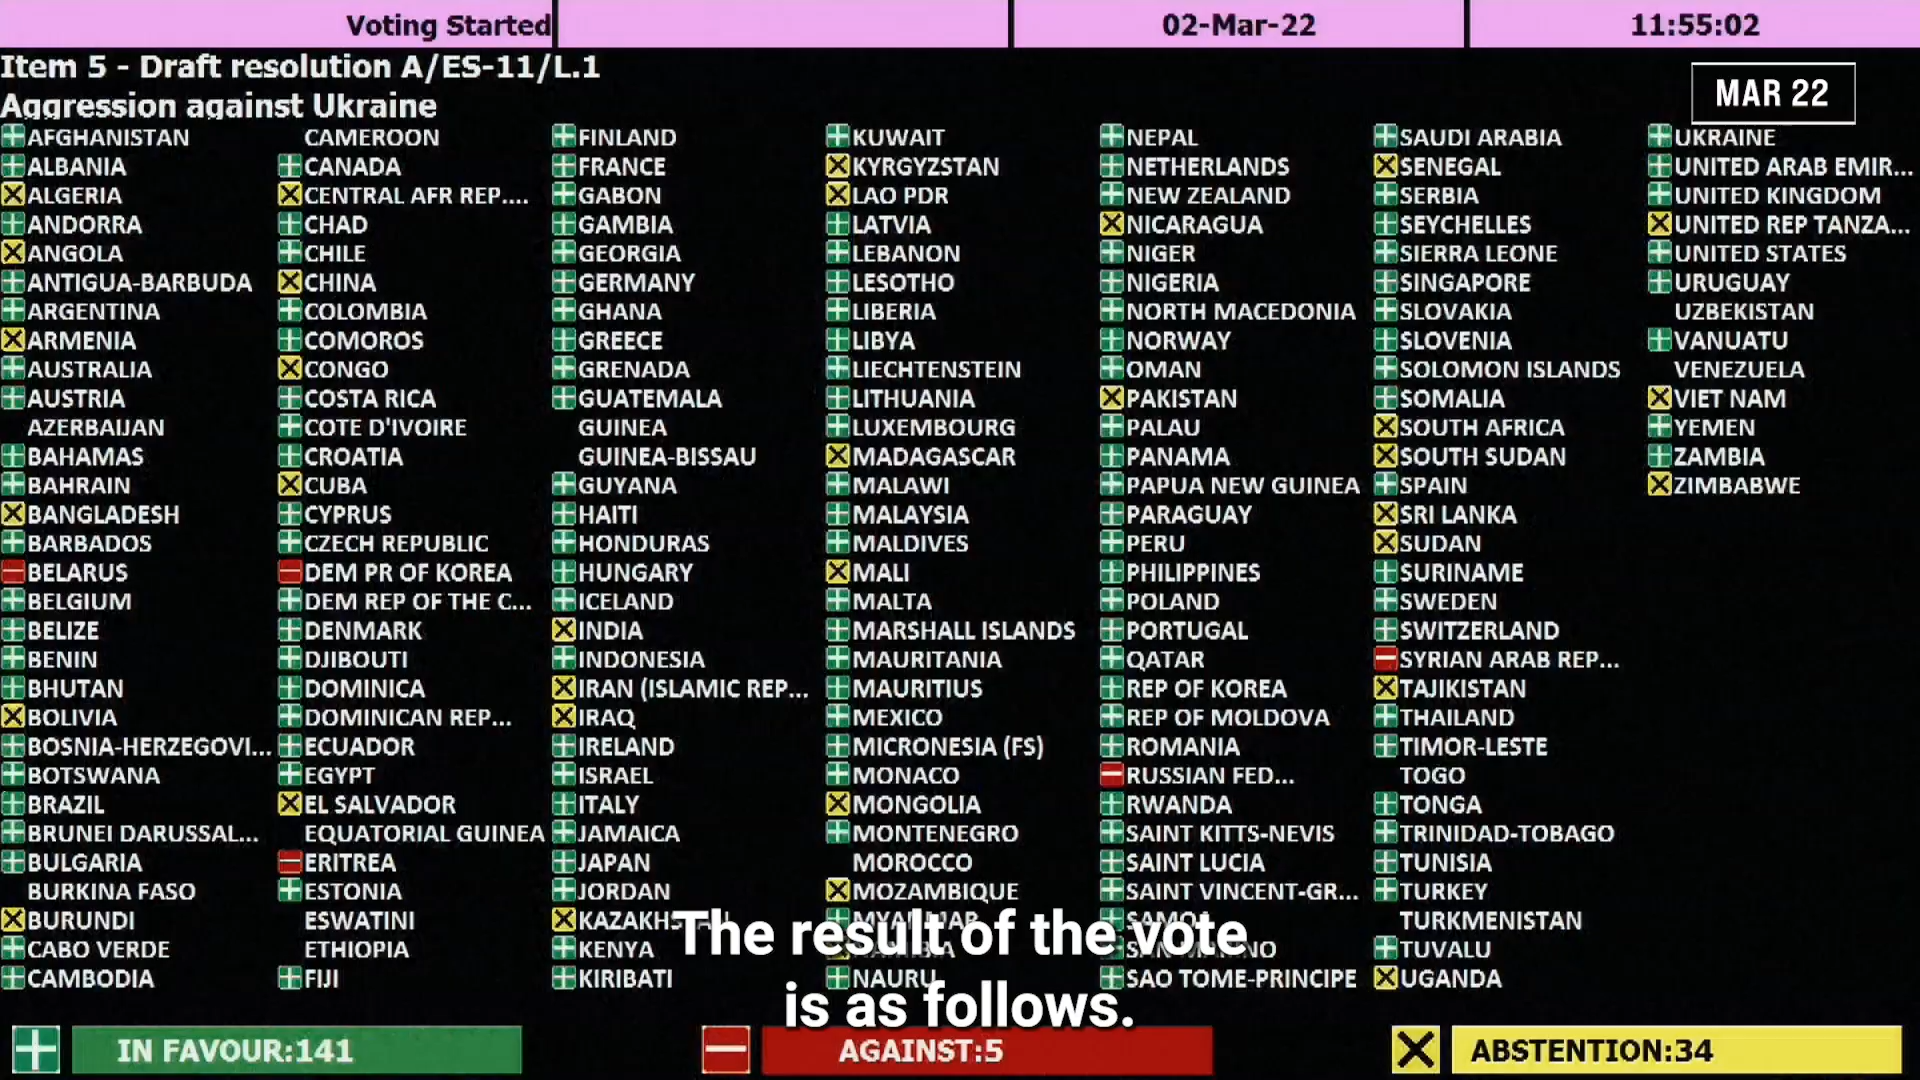 Voting Started 02-Mar-22 11:55:02
Item 5 - Draft resolution A/ES-11/L.1
Aggression against Ukraine
MAR 22
AFGHANISTAN
ALBANIA
ALGERIA
ANDORRA
ANGOLA
ANTIGUA-BARBUDA
ARGENTINA
ARMENIA
AUSTRALIA
AUSTRIA
AZERBAIJAN
BAHAMAS
BAHRAIN
BANGLADESH
BARBADOS
BELARUS
BELGIUM
BELIZE
BENIN
BHUTAN
BOLIVIA
BOSNIA-HERZEGOVI...
BOTSWANA
BRAZIL
BRUNEI DARUSSAL...
BULGARIA
BURKINA FASO
BURUNDI
CABO VERDE
CAMBODIA
CAMEROON
CANADA
CENTRAL AFR REP....
CHAD
CHILE
CHINA
COLOMBIA
COMOROS
CONGO
COSTA RICA
COTE D'IVOIRE
CROATIA
CUBA
CYPRUS
CZECH REPUBLIC
DEM PR OF KOREA
DEM REP OF THE C...
DENMARK
DJIBOUTI
DOMINICA
DOMINICAN REP...
ECUADOR
EGYPT
EL SALVADOR
EQUATORIAL GUINEA
ERITREA
ESTONIA
ESWATINI
ETHIOPIA
FIJI
FINLAND
FRANCE
GABON
GAMBIA
GEORGIA
GERMANY
GHANA
GREECE
GRENADA
GUATEMALA
GUINEA
GUINEA-BISSAU
GUYANA
HAITI
HONDURAS
HUNGARY
ICELAND
INDIA
INDONESIA
IRAN (ISLAMIC REP...
IRAQ
IRELAND
ISRAEL
ITALY
JAMAICA
JAPAN
JORDAN
KENYA
KIRIBATI
KUWAIT
KYRGYZSTAN
LAO PDR
LATVIA
LEBANON
LESOTHO
LIBERIA
LIBYA
LIECHTENSTEIN
LITHUANIA
LUXEMBOURG
MADAGASCAR
MALAWI
MALAYSIA
MALDIVES
MALI
MALTA
MARSHALL ISLANDS
MAURITANIA
MAURITIUS
MEXICO
MICRONESIA (FS)
MONACO
MONGOLIA
MONTENEGRO
MOROCCO
MOZAMBIQUE
NAURU
NEPAL
NETHERLANDS
NEW ZEALAND
NICARAGUA
NIGER
NIGERIA
NORTH MACEDONIA
NORWAY
OMAN
PAKISTAN
PALAU
PANAMA
PAPUA NEW GUINEA
PARAGUAY
PERU
PHILIPPINES
POLAND
PORTUGAL
QATAR
REP OF KOREA
REP OF MOLDOVA
ROMANIA
RUSSIAN FED...
RWANDA
SAINT KITTS-NEVIS
SAINT LUCIA
SAINT VINCENT-GR...
SAO TOME-PRINCIPE
SAUDI ARABIA
SENEGAL
SERBIA
SEYCHELLES
SIERRA LEONE
SINGAPORE
SLOVAKIA
SLOVENIA
SOLOMON ISLANDS
SOMALIA
SOUTH AFRICA
SOUTH SUDAN
SPAIN
SRI LANKA
SUDAN
SURINAME
SWEDEN
SWITZERLAND
SYRIAN ARAB REP...
TAJIKISTAN
THAILAND
TIMOR-LESTE
TOGO
TONGA
TRINIDAD-TOBAGO
TUNISIA
TURKEY
TURKMENISTAN
TUVALU
UGANDA
UKRAINE
UNITED ARAB EMIR...
UNITED KINGDOM
UNITED REP TANZA...
UNITED STATES
URUGUAY
UZBEKISTAN
VANUATU
VENEZUELA
VIET NAM
YEMEN
ZAMBIA
ZIMBABWE
The result of the vote
is as follows.
IN FAVOUR:141 AGAINST:5 ABSTENTION:34